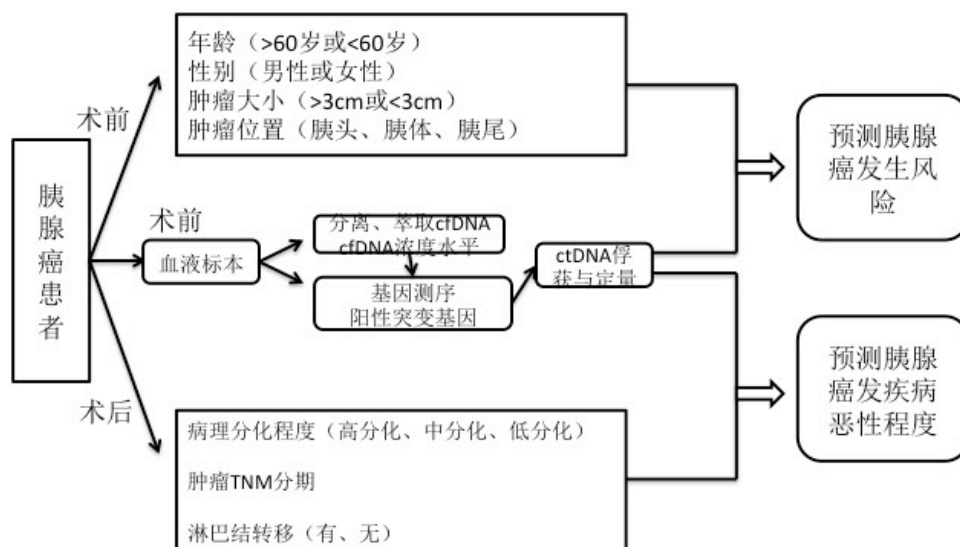 年龄（>60岁或<60岁）
性别（男性或女性）
肿瘤大小（>3cm或<3cm）
肿瘤位置（胰头、胰体、胰尾）
术前
胰
腺
癌
患
者
术前
血液标本
分离、萃取cfDNA
cfDNA浓度水平
基因测序
阳性突变基因
ctDNA俘
获与定量
预测胰腺
癌发生风
险
预测胰腺
癌发疾病
恶性程度
术后
病理分化程度（高分化、中分化、低分化）
肿瘤TNM分期
淋巴结转移（有、无）